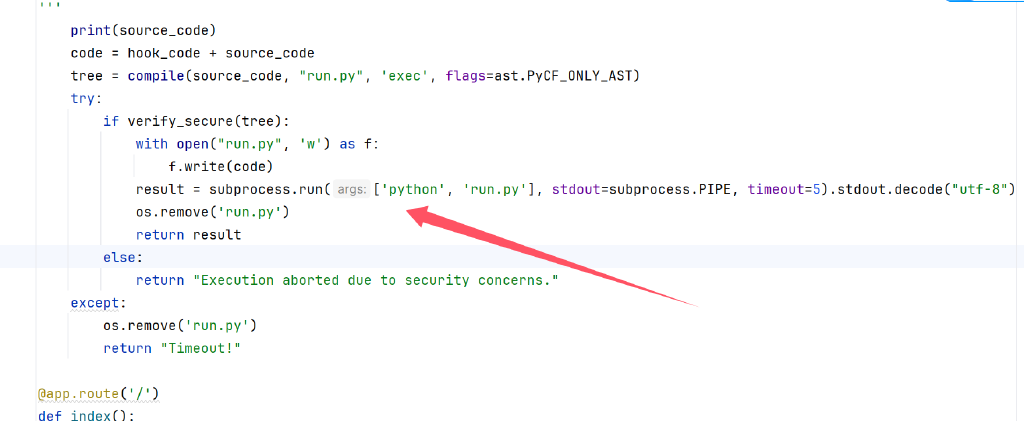 '''
print(source_code)
code = hook_code + source_code
tree = compile(source_code, "run.py", 'exec', flags=ast.PyCF_ONLY_AST)
try:
if verify_secure(tree):
with open("run.py", 'w') as f:
f.write(code)
result = subprocess.run( args: ['python', 'run.py'], stdout=subprocess.PIPE, timeout=5).stdout.decode("utf-8")
os.remove('run.py')
return result
else:
return "Execution aborted due to security concerns."
except:
os.remove('run.py')
return "Timeout!"
@app.route('/')
def index():